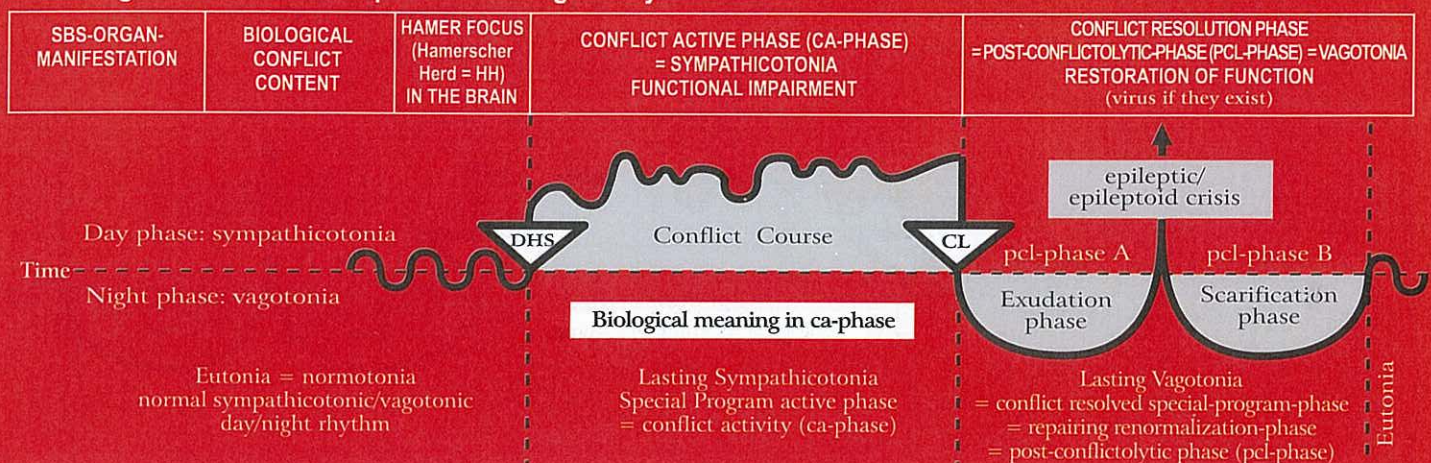 SBS-ORGAN-
MANIFESTATION
BIOLOGICAL
CONFLICT
CONTENT
HAMER FOCUS
(Hamerscher
Herd = HH)
IN THE BRAIN
CONFLICT ACTIVE PHASE (CA-PHASE)
= SYMPATHICOTONIA
FUNCTIONAL IMPAIRMENT
CONFLICT RESOLUTION PHASE
=POST-CONFLICTOLYTIC-PHASE (PCL-PHASE) = VAGOTONIA
RESTORATION OF FUNCTION
(virus if they exist)
epileptic/
epileptoid crisis
Day phase: sympathicotonia
DHS
Conflict Course
CL
pcl-phase A
pcl-phase B
Time
Night phase: vagotonia
Exudation
phase
Scarification
phase
Biological meaning in ca-phase
Eutonia = normotonia
normal sympathicotonic/vagotonic
day/night rhythm
Lasting Sympathicotonia
Special Program active phase
= conflict activity (ca-phase)
Lasting Vagotonia
= conflict resolved special-program-phase
= repairing renormalization-phase
= post-conflictolytic phase (pcl-phase)
Eutonia